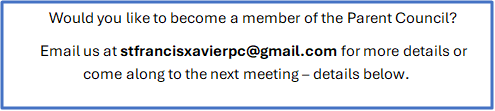 Would you like to become a member of the Parent Council?
Email us at stfrancisxavierpc@gmail.com for more details or
come along to the next meeting – details below.